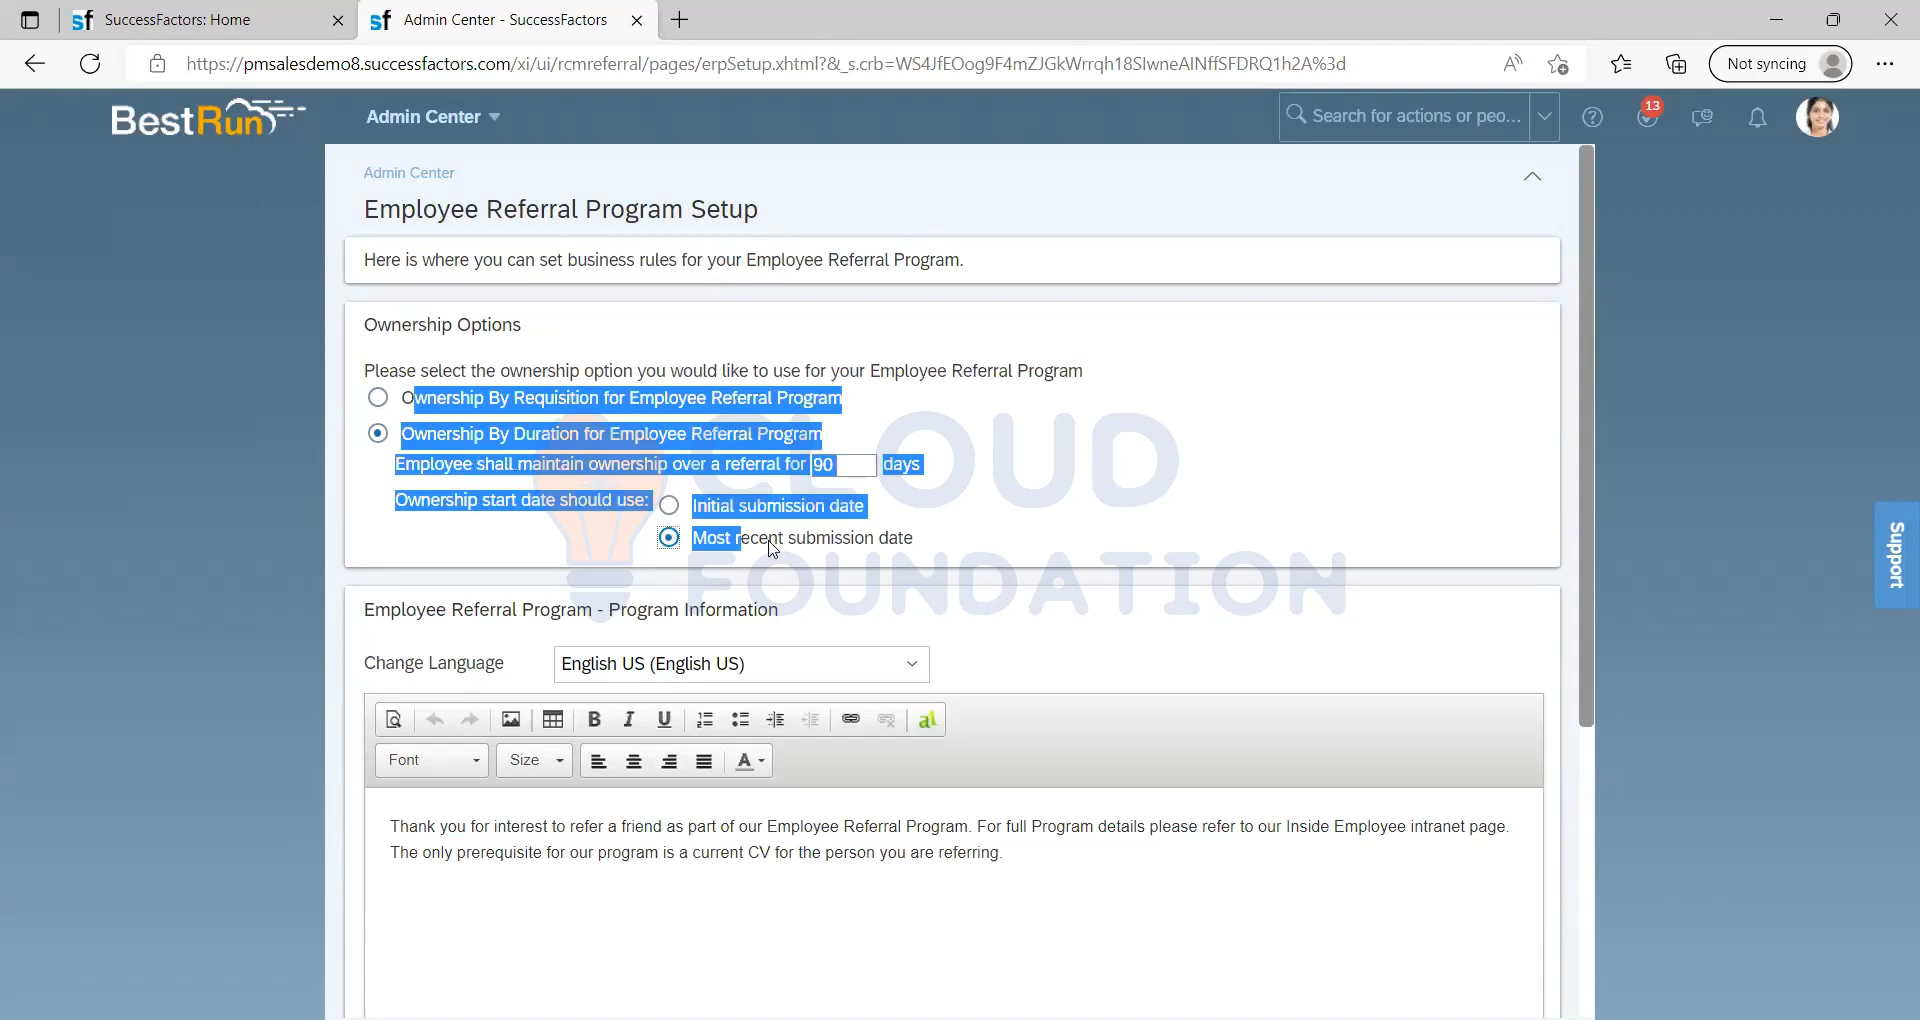 SuccessFactors: Home
Admin Center - SuccessFactors
https://pmsalesdemo8.successfactors.com/xi/ui/rcmreferral/pages/erpSetup.xhtml?&_s.crb=WS4JfEOog9F4mZJGkWrrqh18SlwneAlNffSFDRQ1h2A%3d
Not syncing
BestRun
Admin Center
Search for actions or peo...
13
Admin Center
Employee Referral Program Setup
Here is where you can set business rules for your Employee Referral Program.
Ownership Options
Please select the ownership option you would like to use for your Employee Referral Program
Ownership By Requisition for Employee Referral Program
Ownership By Duration for Employee Referral Program
Employee shall maintain ownership over a referral for 90 days
Ownership start date should use: Initial submission date
Most recent submission date
CLOUD
FOUNDATION
Support
Employee Referral Program - Program Information
Change Language English US (English US)
Font Size
Thank you for interest to refer a friend as part of our Employee Referral Program. For full Program details please refer to our Inside Employee intranet page.
The only prerequisite for our program is a current CV for the person you are referring.